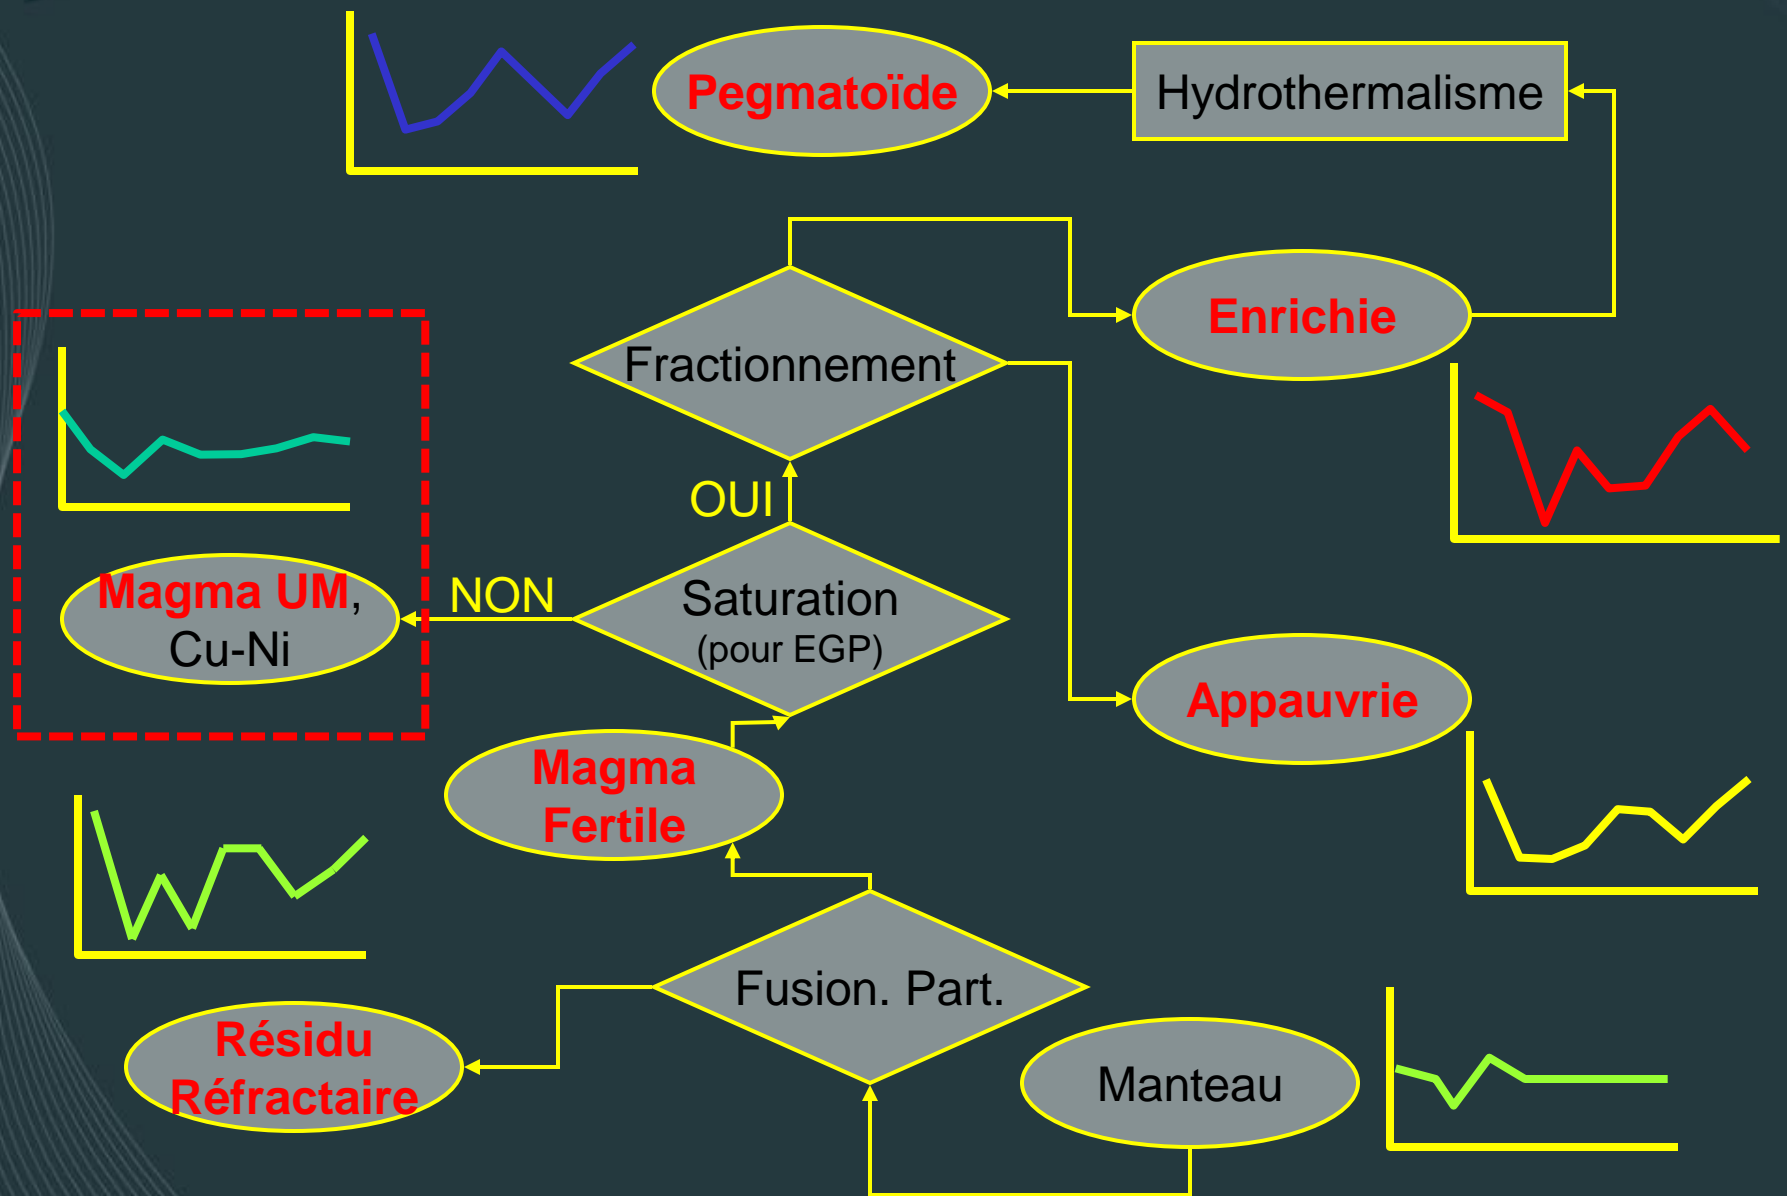 Pegmatoïde
Hydrothermalisme
Fractionnement
Enrichie
OUI
NON
Magma UM,
Cu-Ni
Saturation
(pour EGP)
Appauvrie
Magma
Fertile
Fusion. Part.
Résidu
Réfractaire
Manteau